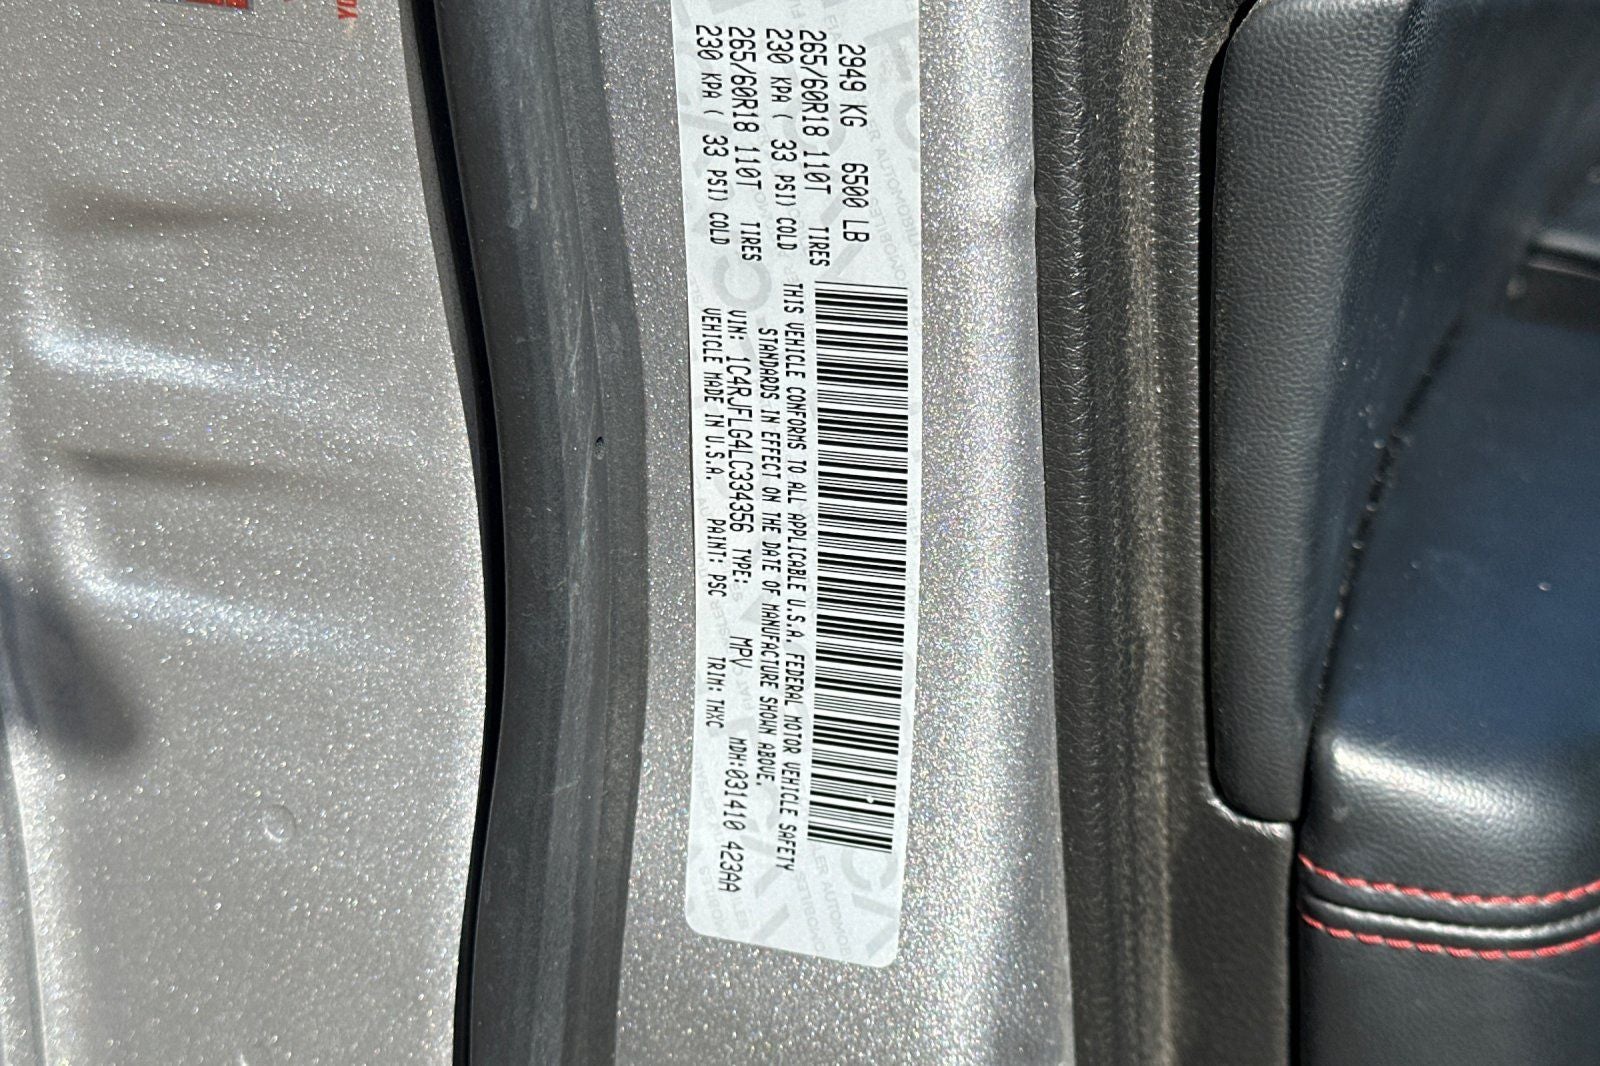 2949 KG 6500 LB
265/60R18 110T TIRES
230 KPA ( 33 PSI) COLD
265/60R18 110T TIRES
230 KPA ( 33 PSI) COLD
THIS VEHICLE CONFORMS TO ALL APPLICABLE U.S.A. FEDERAL MOTOR VEHICLE SAFETY
STANDARDS IN EFFECT ON THE DATE OF MANUFACTURE SHOWN ABOVE.
VIN: 1C4RJFLG4LC334356 TYPE: MPV MDH:031410 423AA
VEHICLE MADE IN U.S.A. PAINT: PSC TRIM: THXC